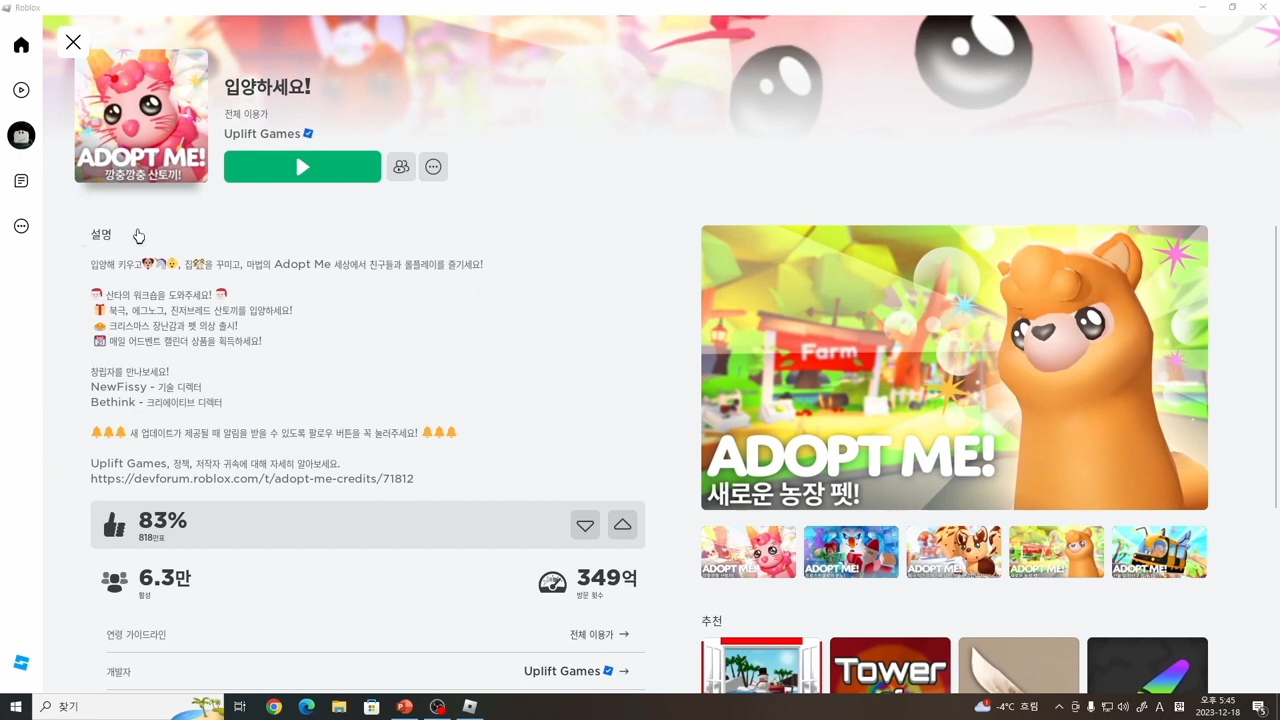 Roblox
입양하세요!
전체 이용가
Uplift Games
ADOPT ME!
깡충깡충 산토끼!
설명
입양해 키우고, 집을 꾸미고, 마법의 Adopt Me 세상에서 친구들과 롤플레이를 즐기세요!
산타의 워크숍을 도와주세요!
북극, 에그노그, 진저브레드 산토끼를 입양하세요!
크리스마스 장난감과 펫 의상 출시!
매일 어드벤트 캘린더 상품을 획득하세요!
창립자를 만나보세요!
NewFissy - 기술 디렉터
Bethink - 크리에이티브 디렉터
새 업데이트가 제공될 때 알림을 받을 수 있도록 팔로우 버튼을 꼭 눌러주세요!
Uplift Games, 정책, 저작자 귀속에 대해 자세히 알아보세요.
https://devforum.roblox.com/t/adopt-me-credits/71812
83%
818만표
6.3만
활성
349억
방문 횟수
연령 가이드라인
전체 이용가 →
개발자
Uplift Games →
Farm
ADOPT ME!
새로운 농장 펫!
ADOPT ME!
ADOPT ME!
ADOPT ME!
ADOPT ME!
ADOPT ME!
추천
Tower
찾기
-4°C 흐림
A
오후 5:45
2023-12-18